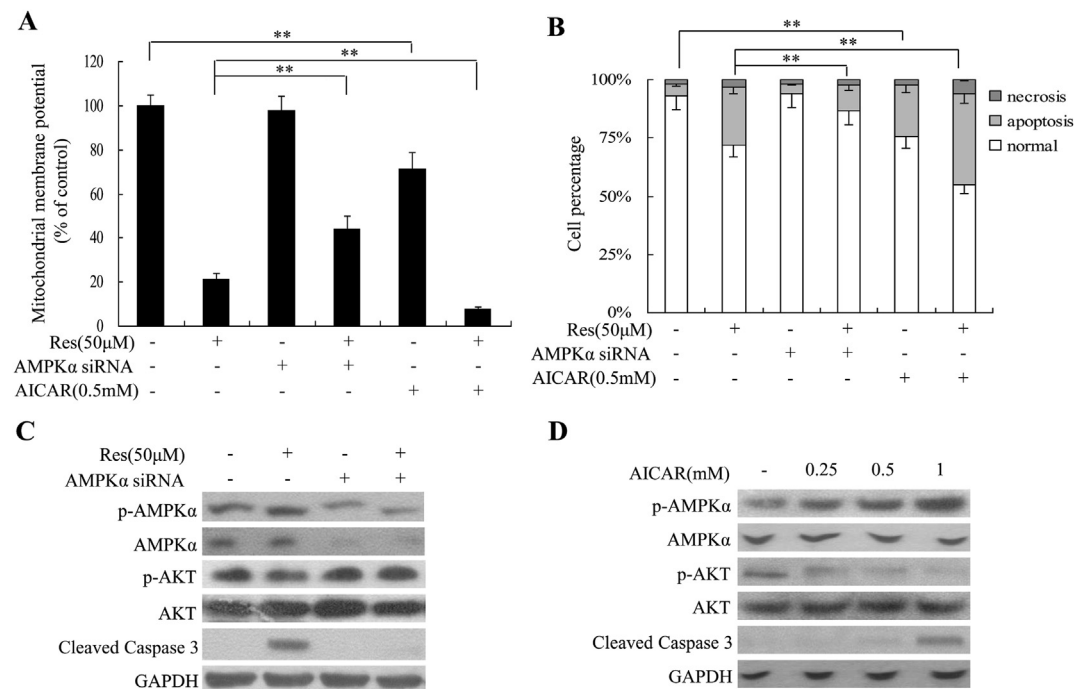 A
**
**
**
Mitochondrial membrane potential
(% of control)
120
100
80
60
40
20
0
Res(50μM) - + - + - +
AMPKα siRNA - - + + - -
AICAR(0.5mM) - - - - + +
B
**
**
**
Cell percentage
100%
75%
50%
25%
0%
necrosis
apoptosis
normal
Res(50μM) - + - + - +
AMPKα siRNA - - + + - -
AICAR(0.5mM) - - - - + +
C
Res(50μM) - + - +
AMPKα siRNA - - + +
p-AMPKα
AMPKα
p-AKT
AKT
Cleaved Caspase 3
GAPDH
D
AICAR(mM) - 0.25 0.5 1
p-AMPKα
AMPKα
p-AKT
AKT
Cleaved Caspase 3
GAPDH